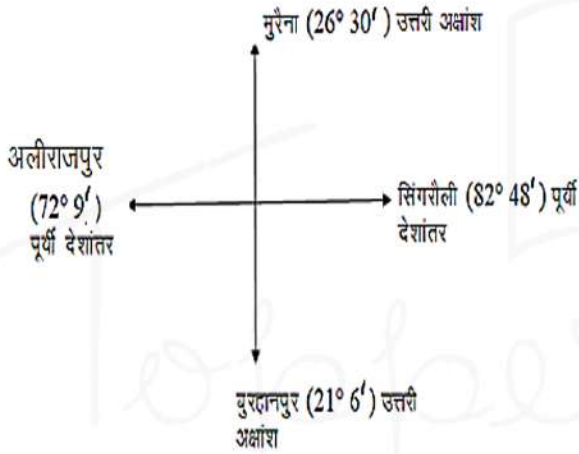 मुरैना (26° 30′) उत्तरी अक्षांश
अलीराजपुर
(72° 9′)
पूर्वी देशांतर
सिंगरौली (82° 48′) पूर्वी
देशांतर
बुरहानपुर (21° 6′) उत्तरी
अक्षांश